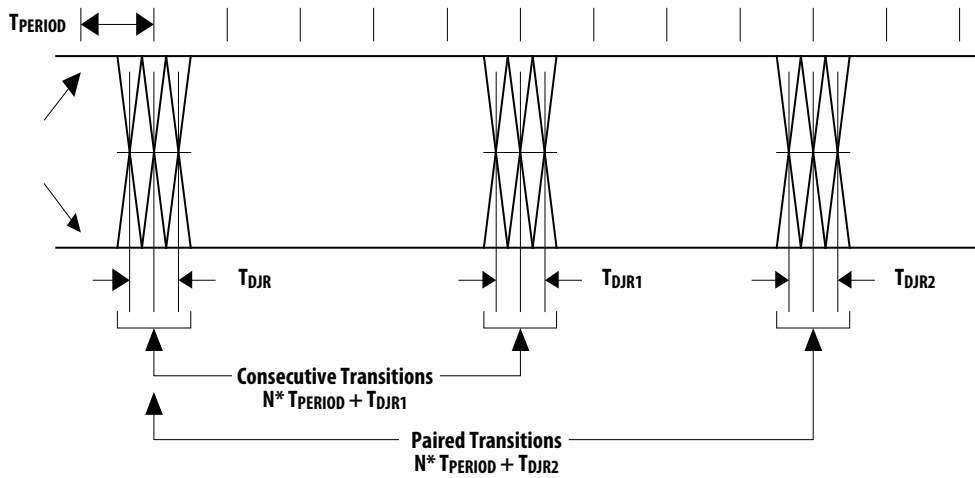 TPERIOD
TDJR
TDJR1
TDJR2
Consecutive Transitions
N* TPERIOD + TDJR1
Paired Transitions
N* TPERIOD + TDJR2